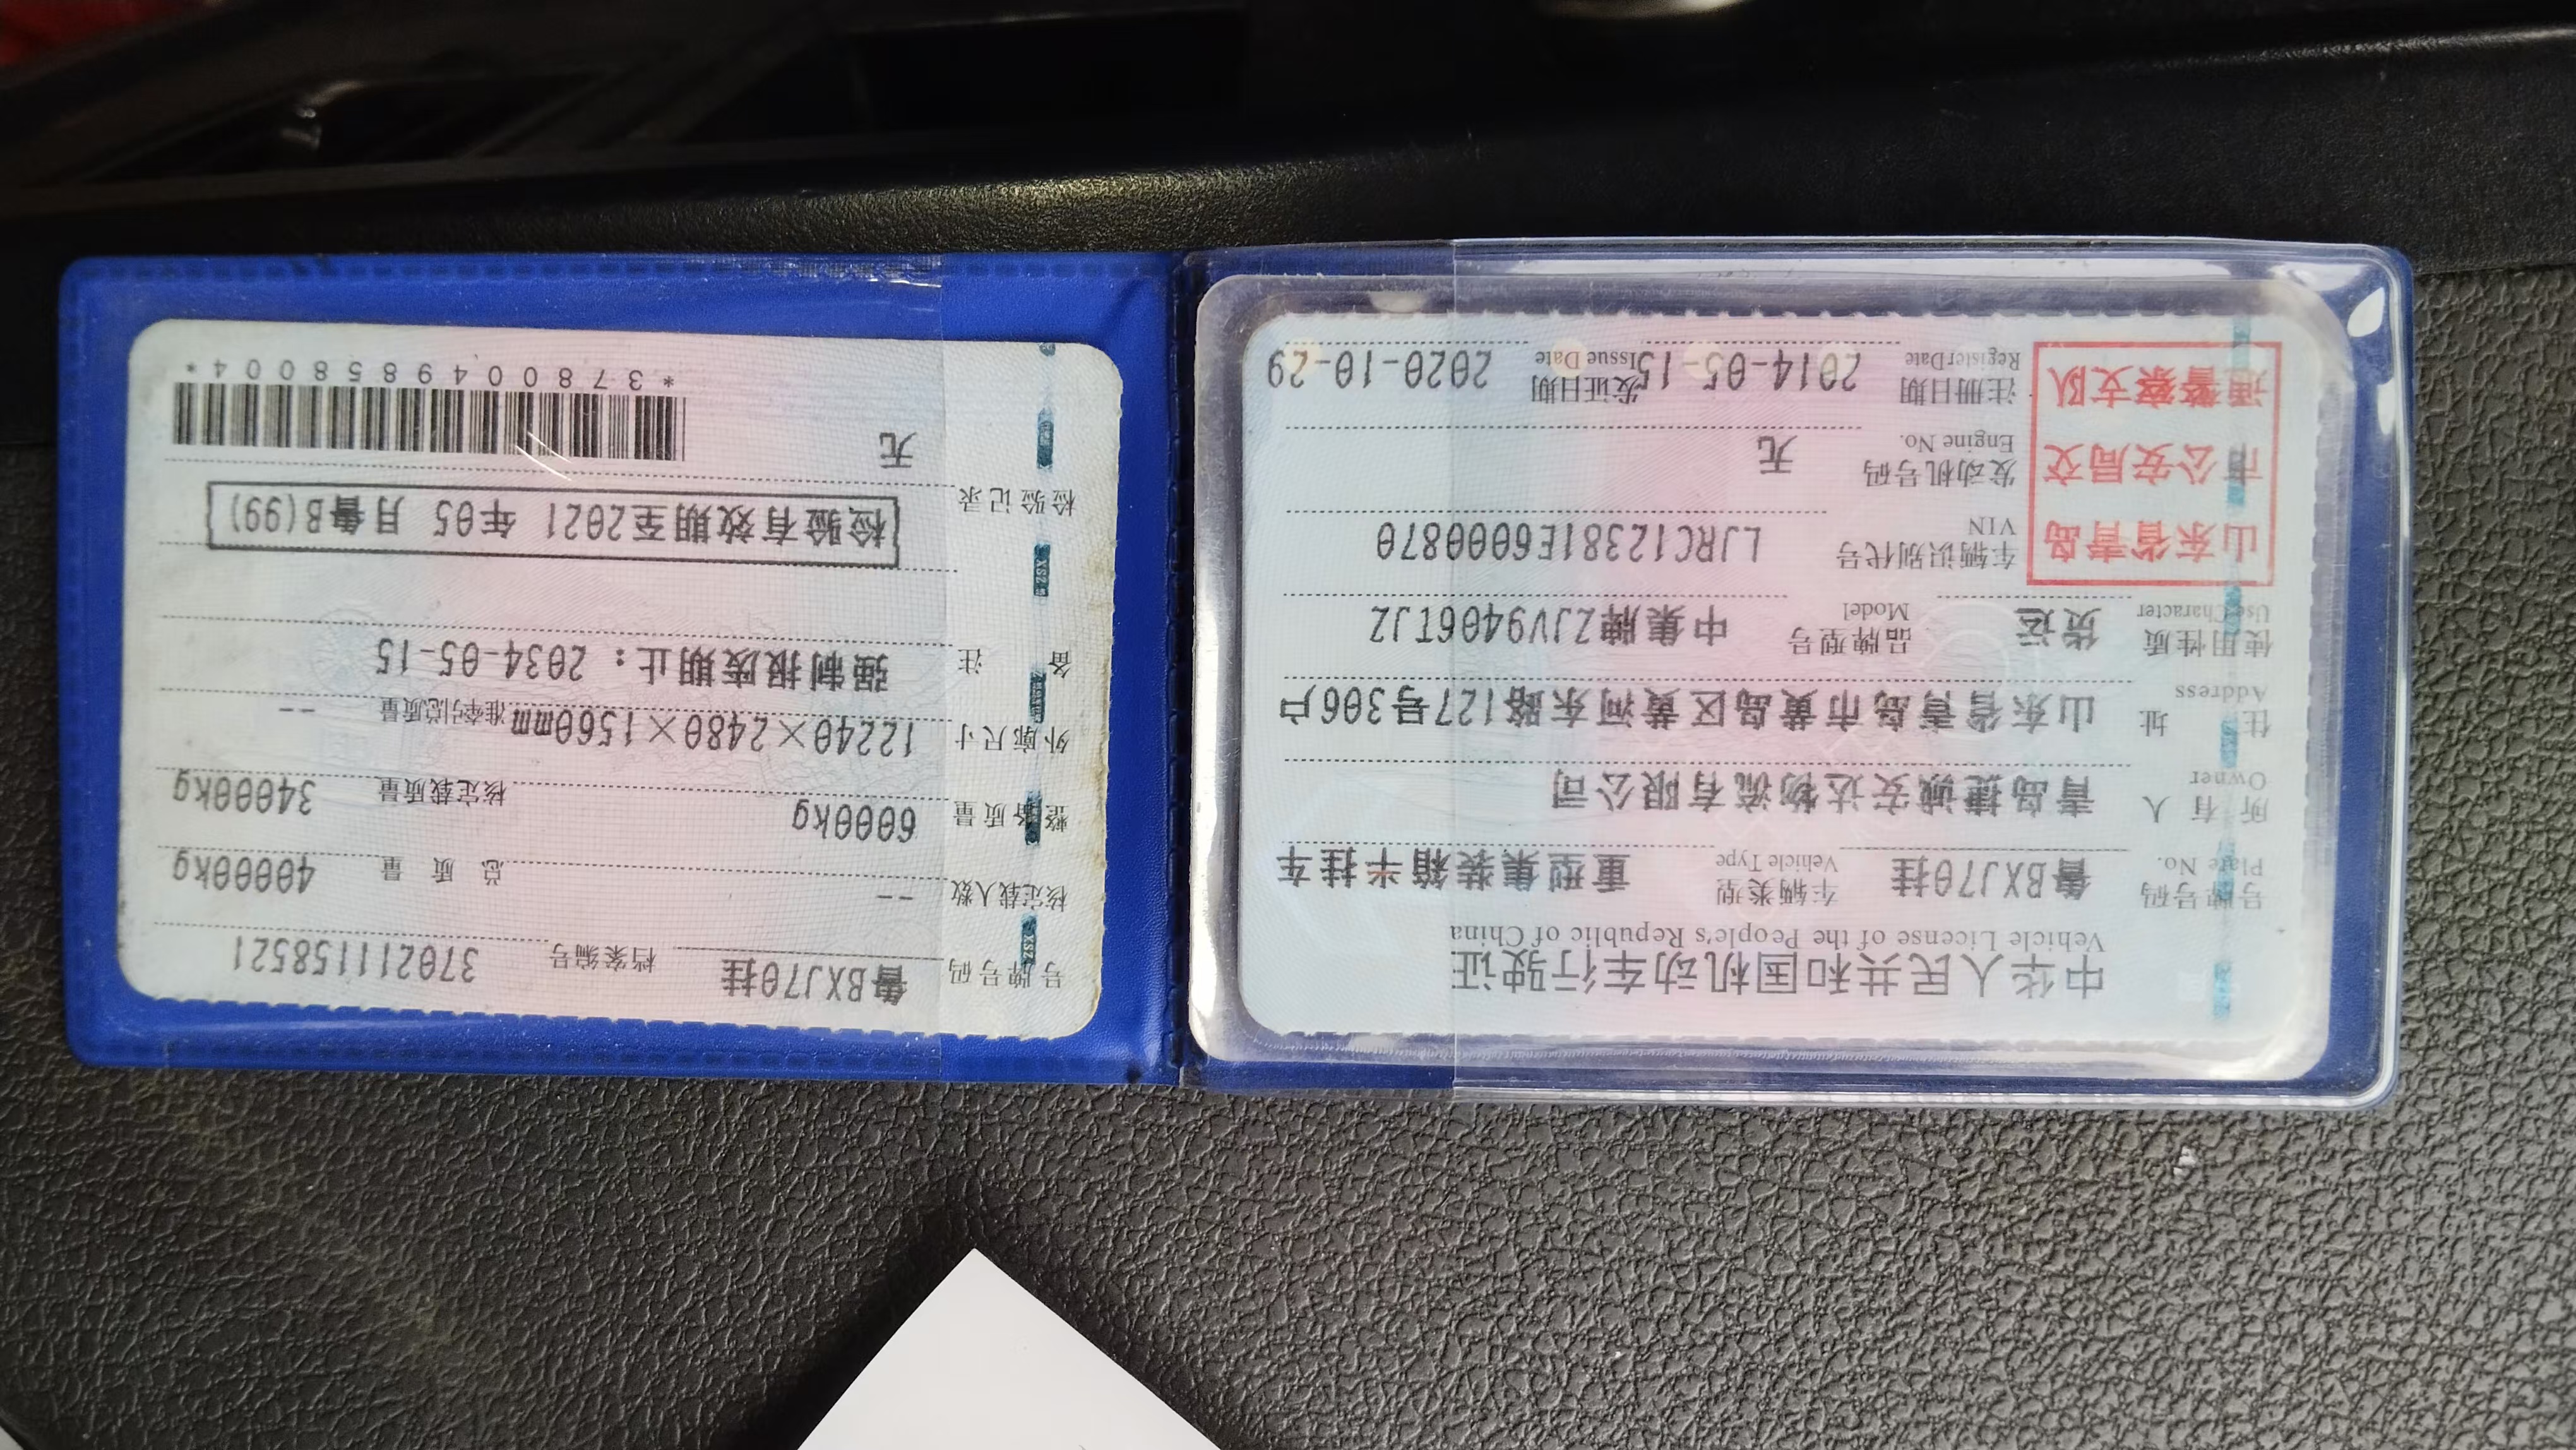 中华人民共和国机动车行驶证
Vehicle License of the People's Republic of China
号牌号码 Plate No. 鲁BXJ70挂 车辆类型 Vehicle Type 重型集装箱半挂车
所有人 Owner 青岛捷诚安达物流有限公司
住址 Address 山东省青岛市黄岛区黄河东路127号306户
使用性质 Use Character 货运 品牌型号 Model 中集牌ZJV9406TJZ
山东省青岛
市公安局交
通警察支队
车辆识别代号 VIN LJRC12381E6000870
发动机号码 Engine No. 无
注册日期 Register Date 2014-05-15 发证日期 Issue Date 2020-10-29
号牌号码 鲁BXJ70挂 档案编号 370211158521
核定载人数 -- 总质量 40000kg
整备质量 6000kg 核定载质量 34000kg
外廓尺寸 12240×2480×1560mm 准牵引总质量 --
备注 强制报废期止：2034-05-15
检验记录 检验有效期至2021年05月鲁B(99)
无
*3780049858004*